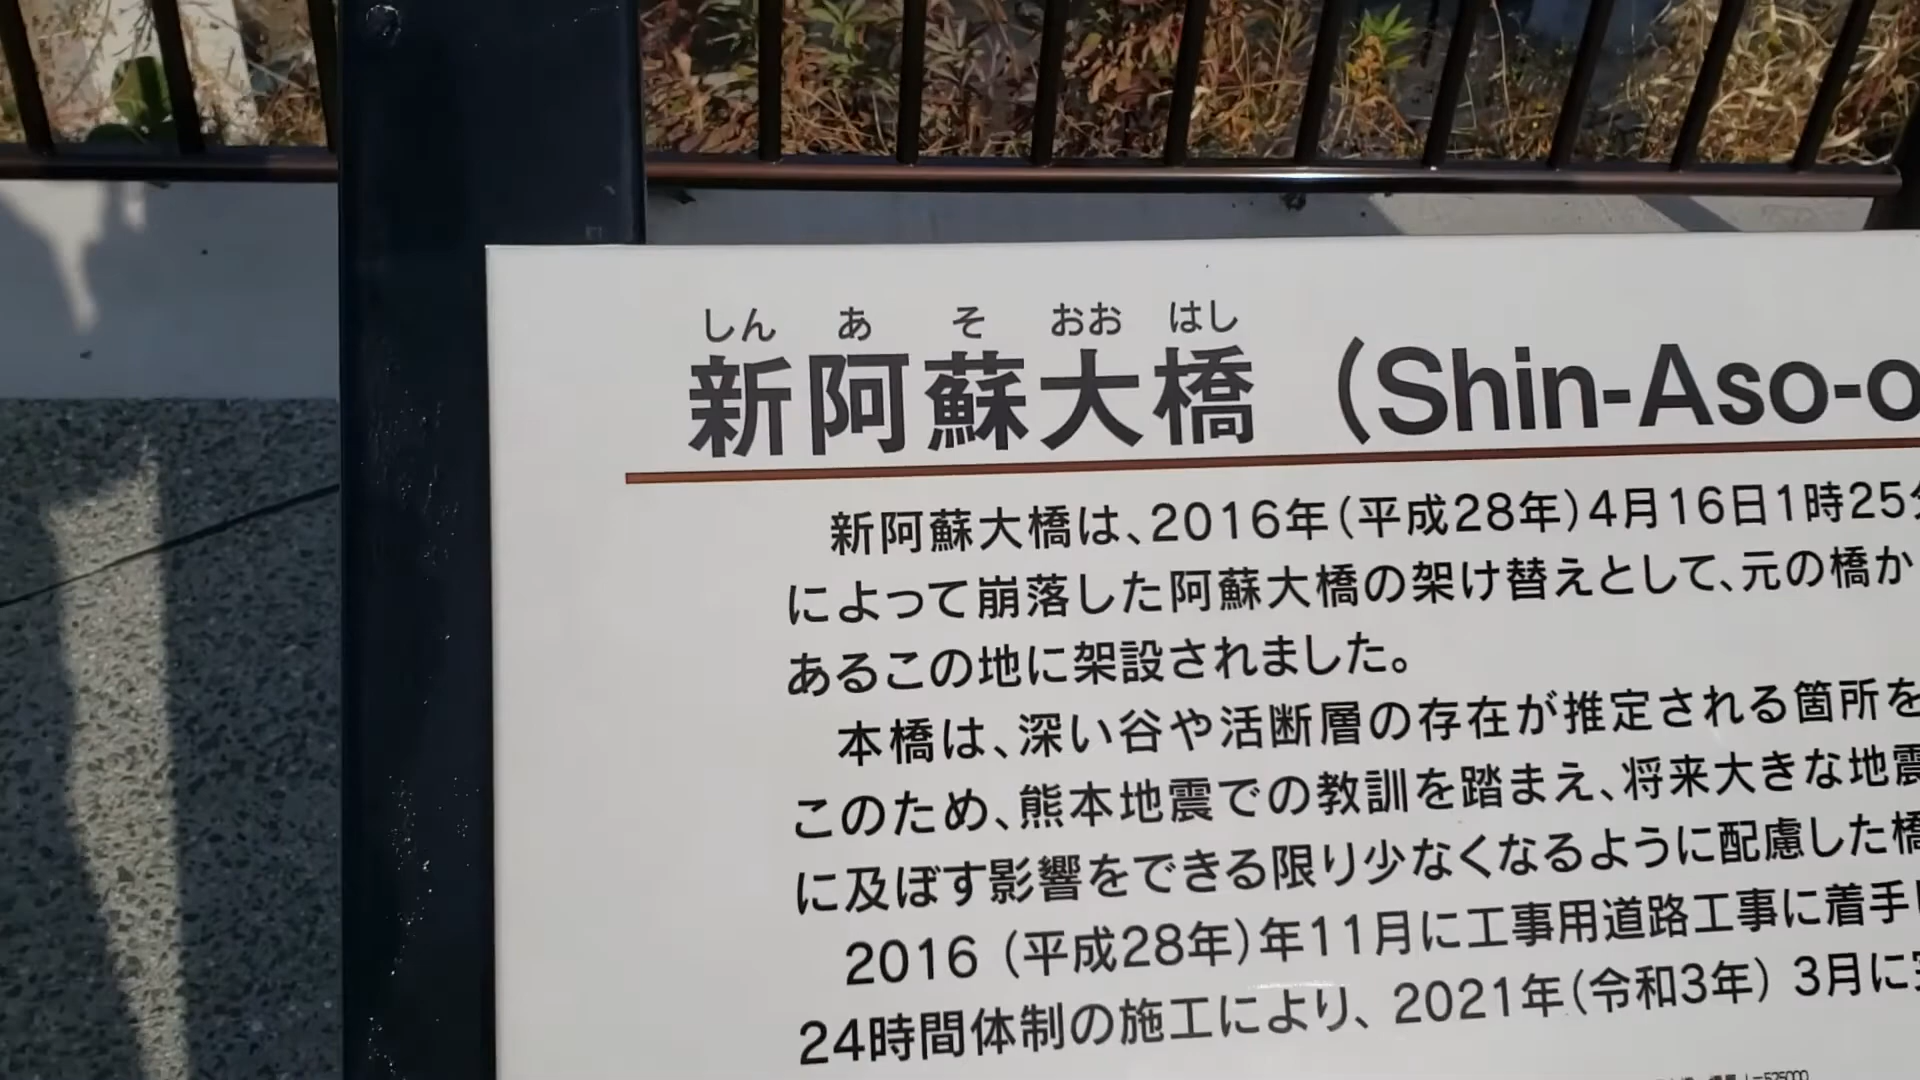 しん あ そ おお はし
新阿蘇大橋 (Shin-Aso-o
新阿蘇大橋は、2016年(平成28年)4月16日1時25分
によって崩落した阿蘇大橋の架け替えとして、元の橋か
あるこの地に架設されました。
本橋は、深い谷や活断層の存在が推定される箇所を
このため、熊本地震での教訓を踏まえ、将来大きな地震
に及ぼす影響をできる限り少なくなるように配慮した橋
2016 (平成28年)年11月に工事用道路工事に着手し
24時間体制の施工により、2021年(令和3年) 3月に